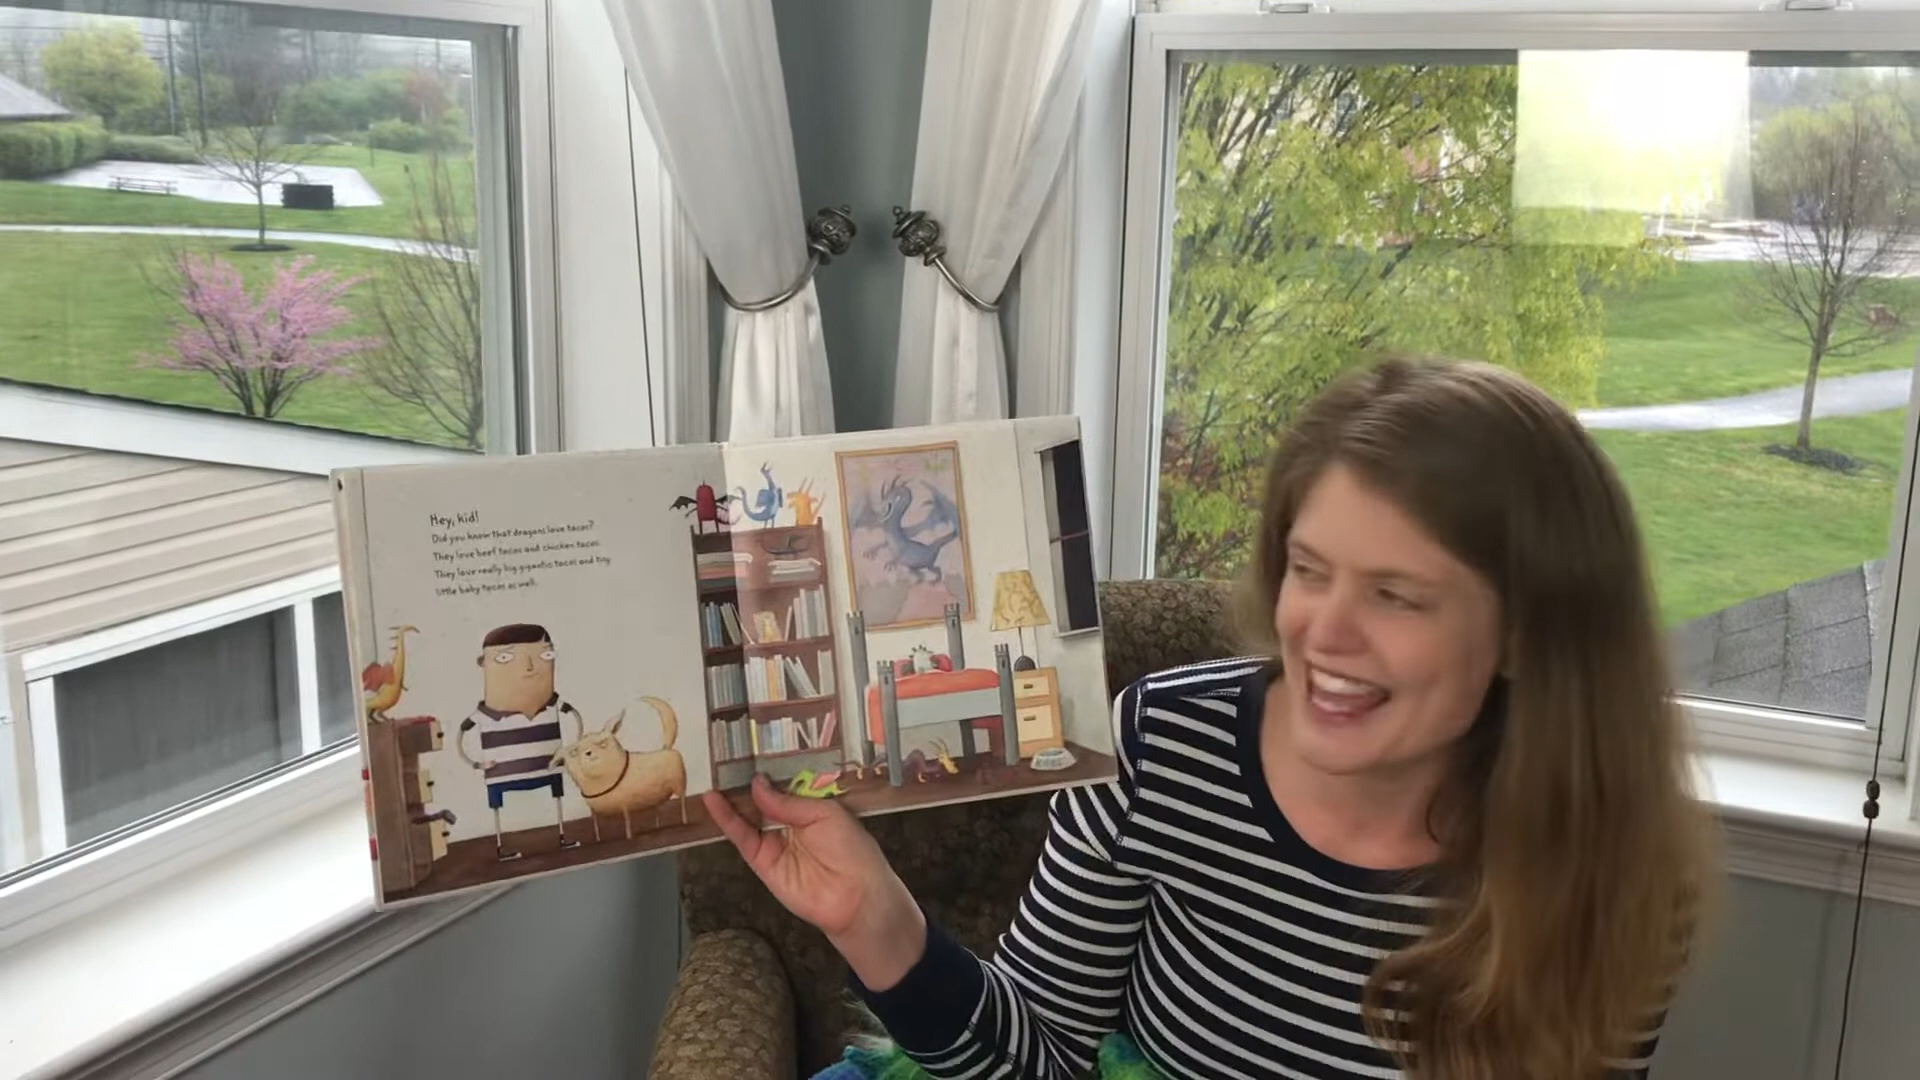 Hey, kid!
Did you know that dragons love tacos?
They love beef tacos and chicken tacos.
They love really big gigantic tacos and tiny
little baby tacos as well.